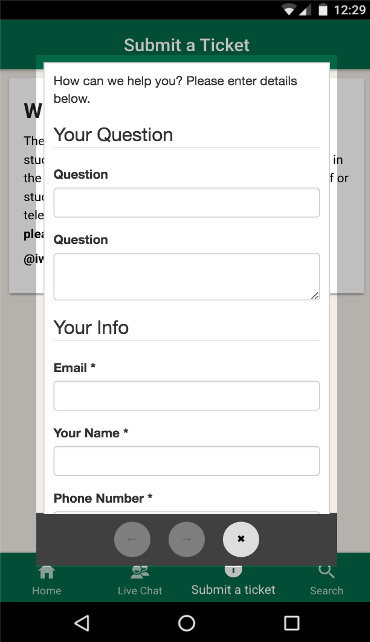 12:29
Submit a Ticket
How can we help you? Please enter details
below.
Your Question
Question
Question
Your Info
Email *
Your Name *
Phone Number *
W
The
stu in
the f or
stu
tele
plea
@iw
Home
Live Chat
Submit a ticket
Search